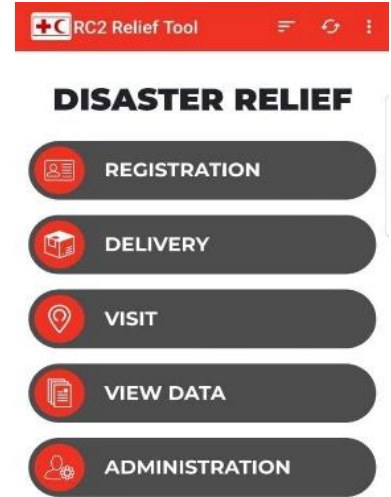 RC2 Relief Tool
DISASTER RELIEF
REGISTRATION
DELIVERY
VISIT
VIEW DATA
ADMINISTRATION